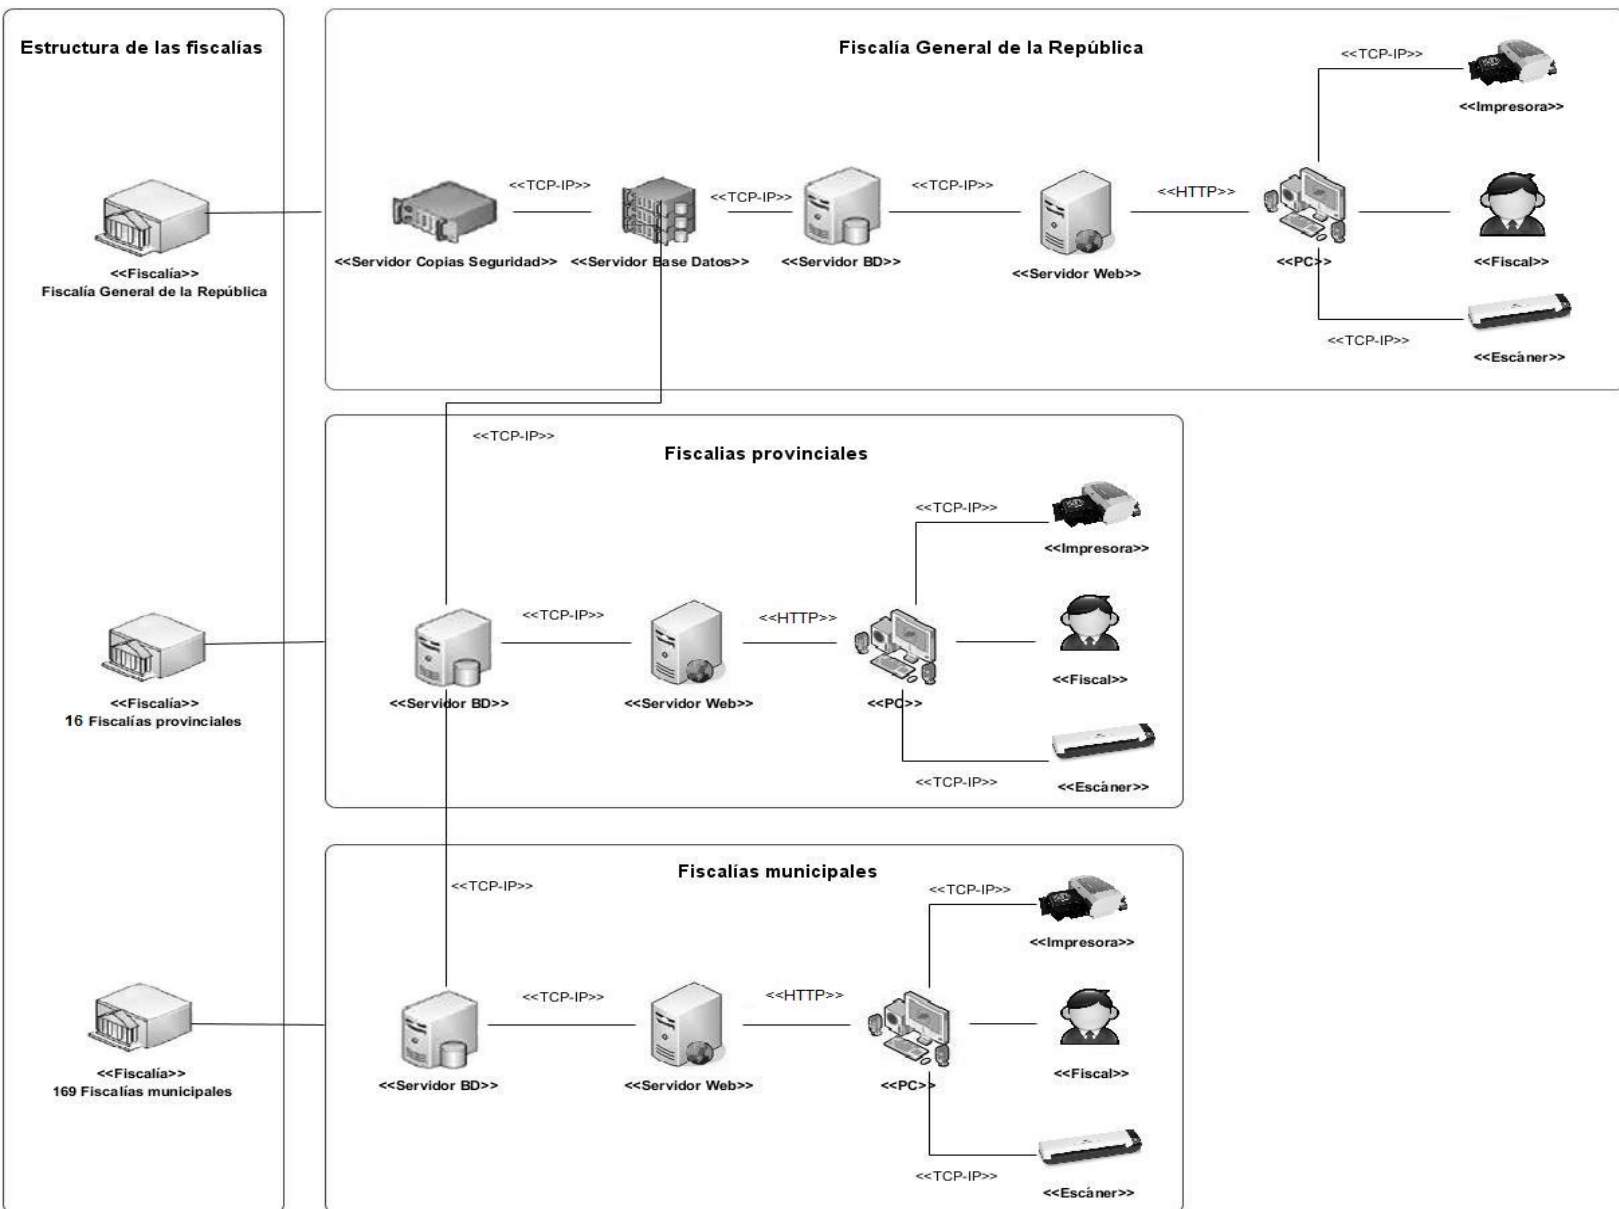 Estructura de las fiscalías
<<Fiscalía>>
Fiscalía General de la República
<<Fiscalía>>
16 Fiscalías provinciales
<<Fiscalía>>
169 Fiscalías municipales
Fiscalía General de la República
<<TCP-IP>>
<<Impresora>>
<<TCP-IP>>
<<TCP-IP>>
<<TCP-IP>>
<<HTTP>>
<<Servidor Copias Seguridad>>
<<Servidor Base Datos>>
<<Servidor BD>>
<<Servidor Web>>
<<PC>>
<<Fiscal>>
<<TCP-IP>>
<<Escáner>>
<<TCP-IP>>
Fiscalias provinciales
<<TCP-IP>>
<<Impresora>>
<<TCP-IP>>
<<HTTP>>
<<Servidor BD>>
<<Servidor Web>>
<<PC>>
<<Fiscal>>
<<TCP-IP>>
<<Escáner>>
Fiscalías municipales
<<TCP-IP>>
<<TCP-IP>>
<<Impresora>>
<<TCP-IP>>
<<HTTP>>
<<Servidor BD>>
<<Servidor Web>>
<<PC>>
<<Fiscal>>
<<TCP-IP>>
<<Escáner>>